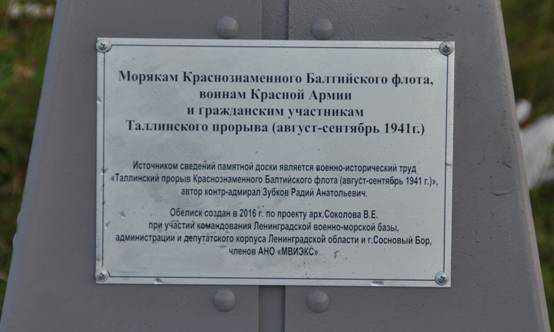 Морякам Краснознаменного Балтийского флота,
воинам Красной Армии
и гражданским участникам
Таллинского прорыва (август-сентябрь 1941г.)
Источником сведений памятной доски является военно-исторический труд
«Таллинский прорыв Краснознаменного Балтийского флота (август-сентябрь 1941 г.)»,
автор контр-адмирал Зубков Радий Анатольевич.
Обелиск создан в 2016 г. по проекту арх.Соколова В.Е.
при участий командования Ленинградской военно-морской базы,
администрации и депутатского корпуса Ленинградской области и г.Сосновый Бор,
членов АНО «МВИЭКС»